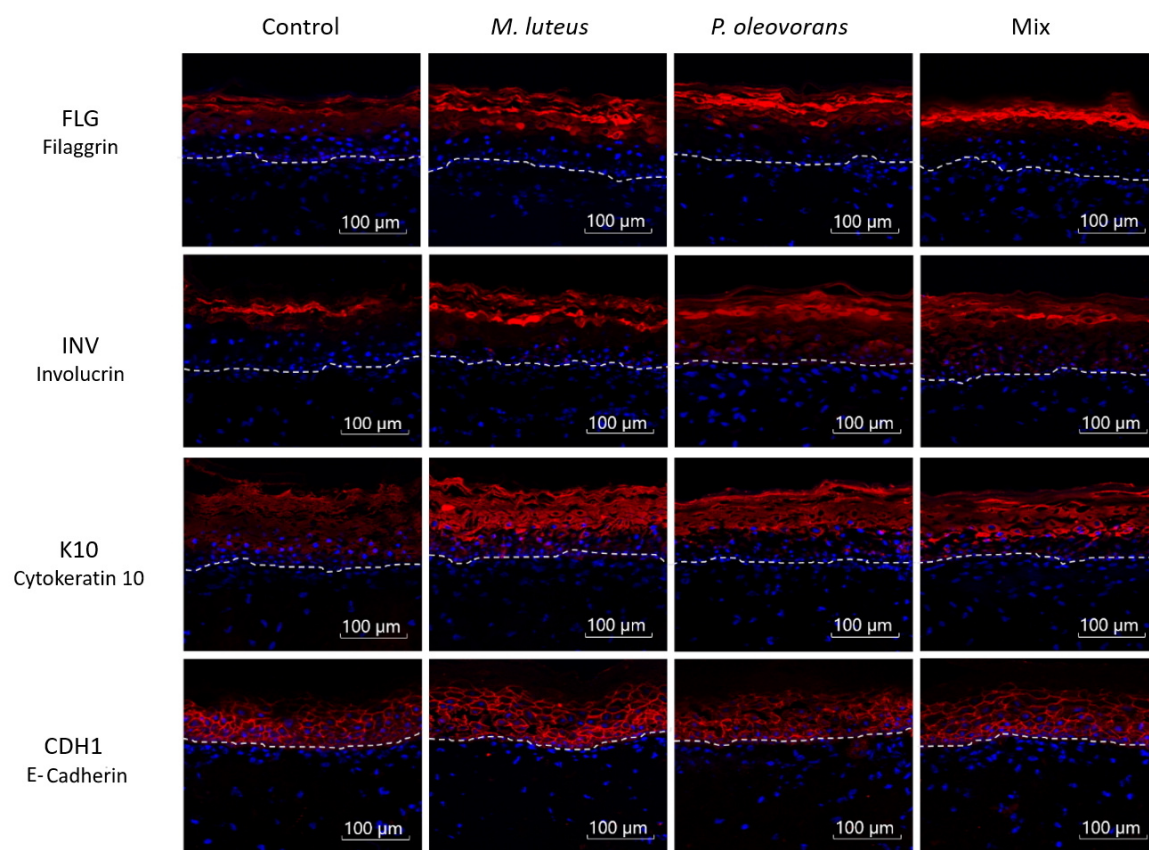 Control M. luteus P. oleovorans Mix
FLG
Filaggrin
100 µm 100 µm 100 µm 100 µm
INV
Involucrin
100 µm 100 µm 100 µm 100 µm
K10
Cytokeratin 10
100 µm 100 µm 100 µm 100 µm
CDH1
E-Cadherin
100 µm 100 µm 100 µm 100 µm